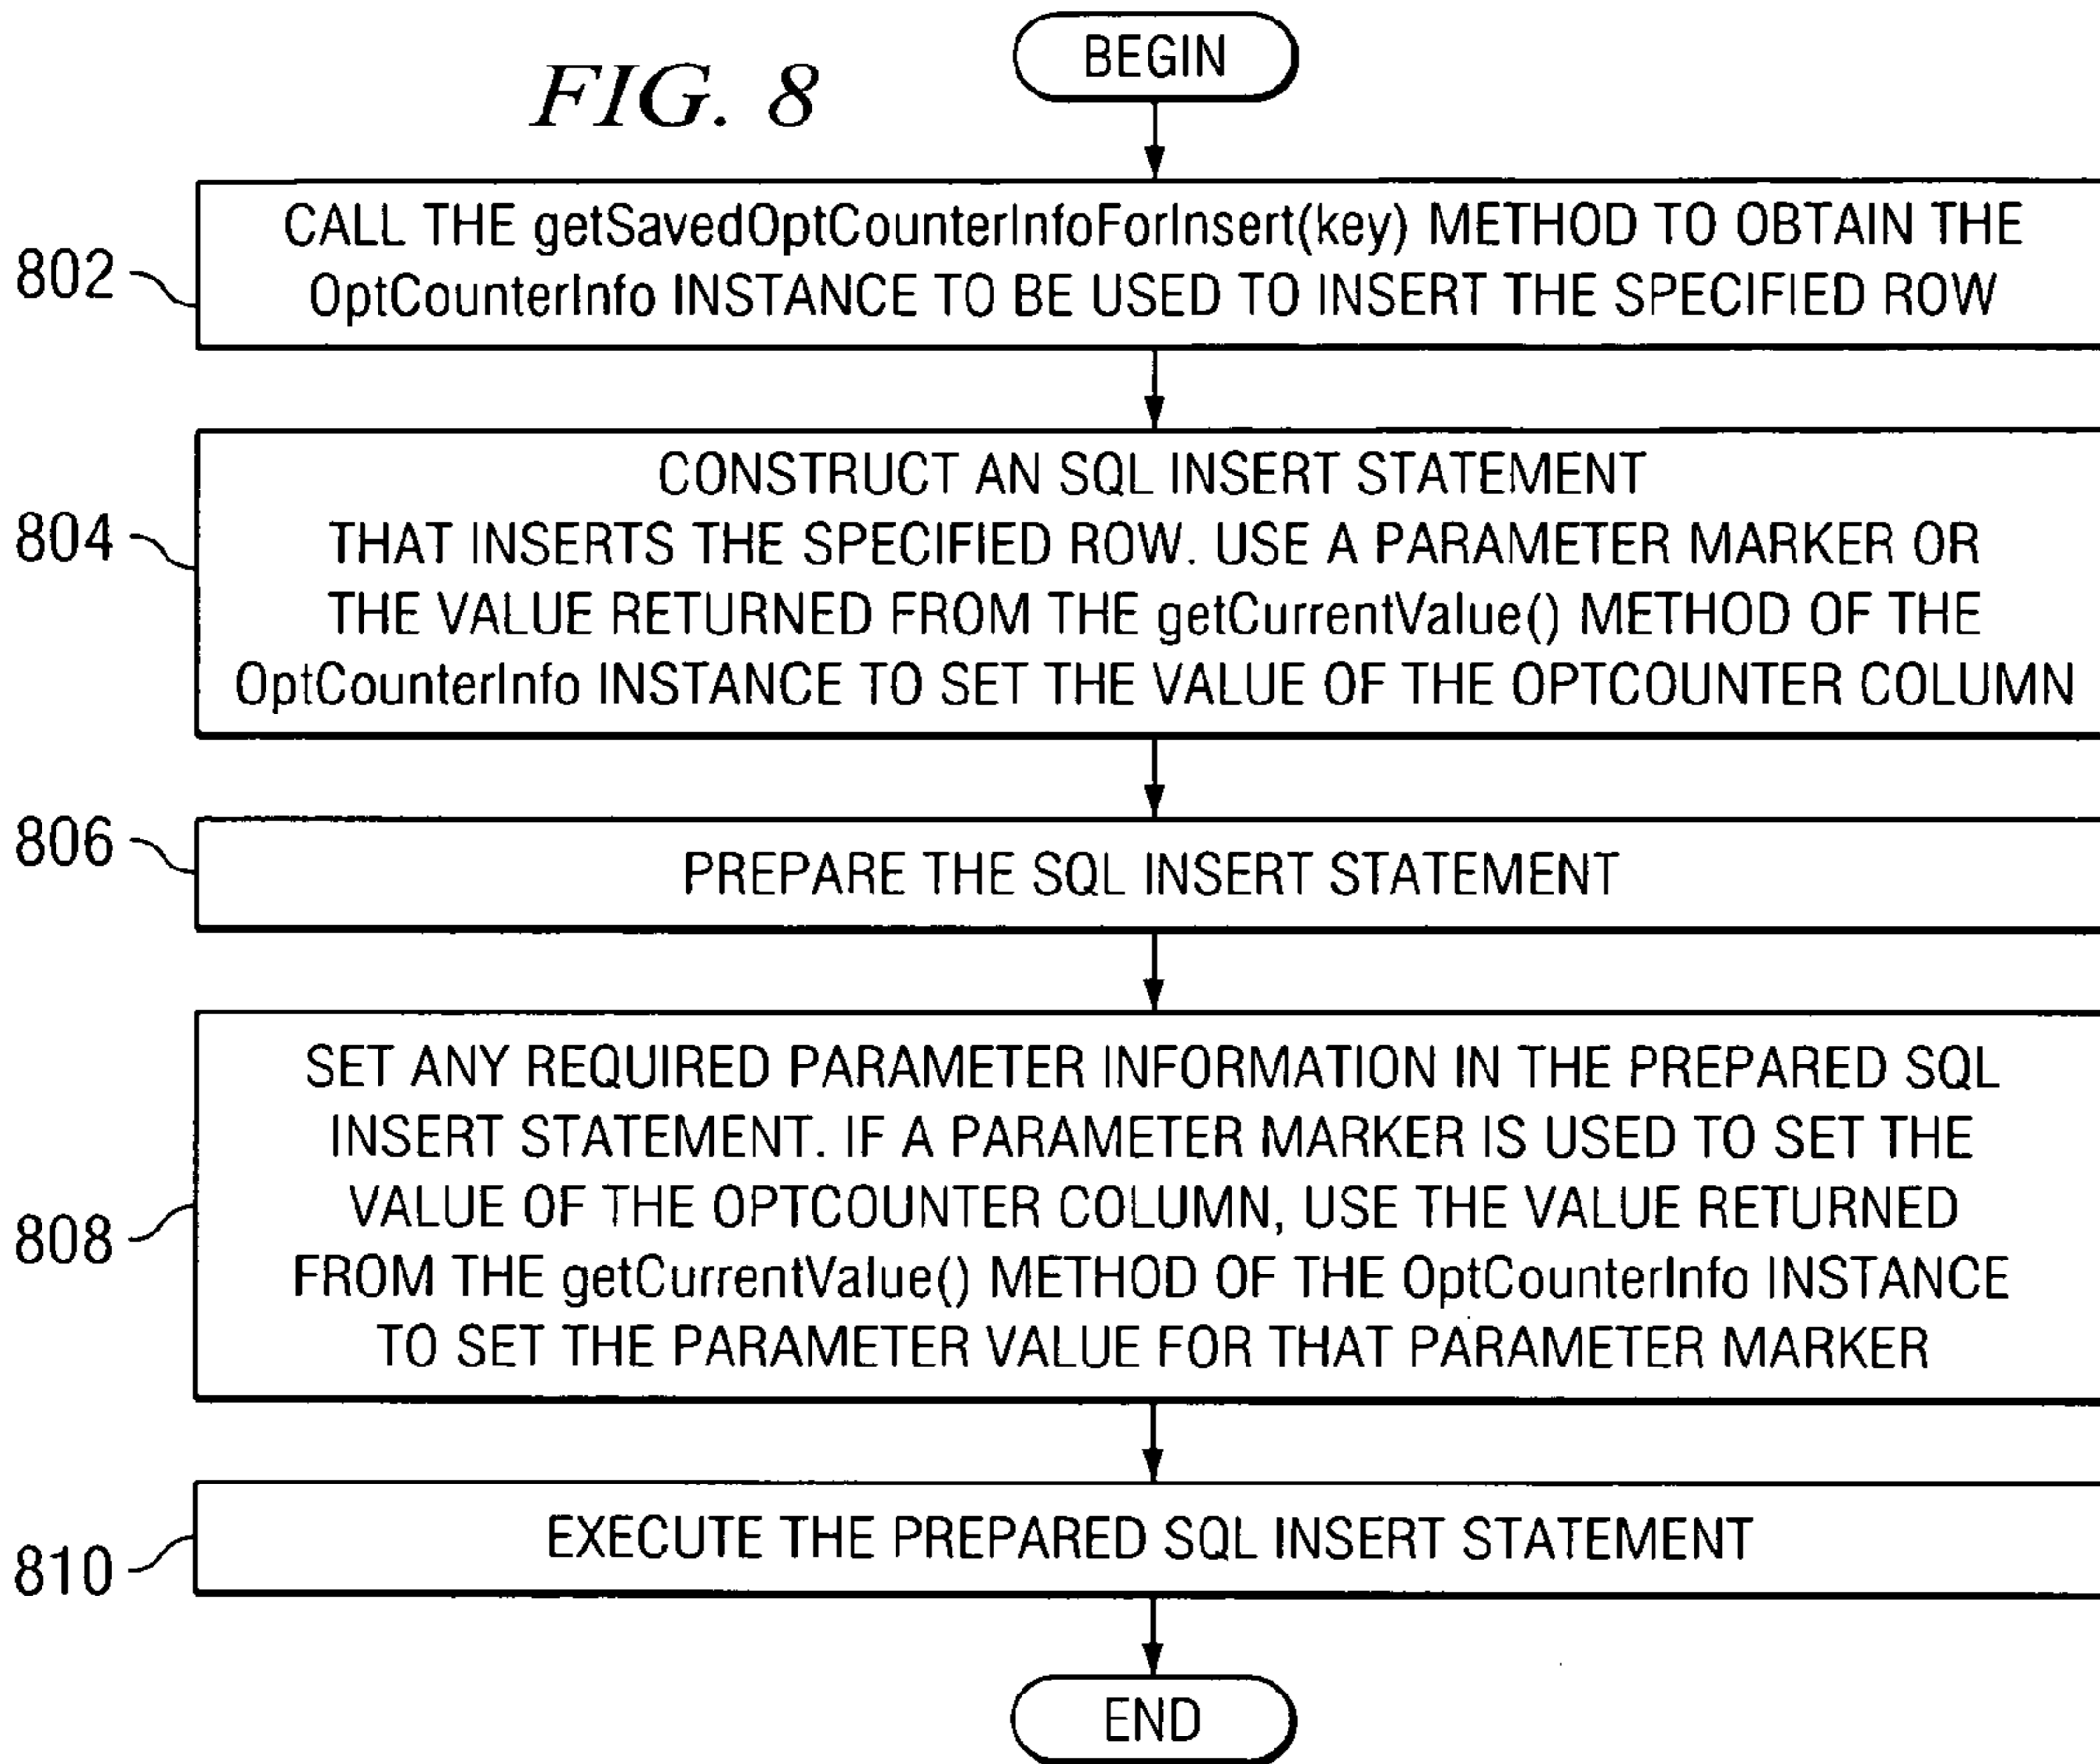 FIG. 8
BEGIN
802
CALL THE getSavedOptCounterInfoForInsert(key) METHOD TO OBTAIN THE
OptCounterInfo INSTANCE TO BE USED TO INSERT THE SPECIFIED ROW
804
CONSTRUCT AN SQL INSERT STATEMENT
THAT INSERTS THE SPECIFIED ROW. USE A PARAMETER MARKER OR
THE VALUE RETURNED FROM THE getCurrentValue() METHOD OF THE
OptCounterInfo INSTANCE TO SET THE VALUE OF THE OPTCOUNTER COLUMN
806
PREPARE THE SQL INSERT STATEMENT
808
SET ANY REQUIRED PARAMETER INFORMATION IN THE PREPARED SQL
INSERT STATEMENT. IF A PARAMETER MARKER IS USED TO SET THE
VALUE OF THE OPTCOUNTER COLUMN, USE THE VALUE RETURNED
FROM THE getCurrentValue() METHOD OF THE OptCounterInfo INSTANCE
TO SET THE PARAMETER VALUE FOR THAT PARAMETER MARKER
810
EXECUTE THE PREPARED SQL INSERT STATEMENT
END